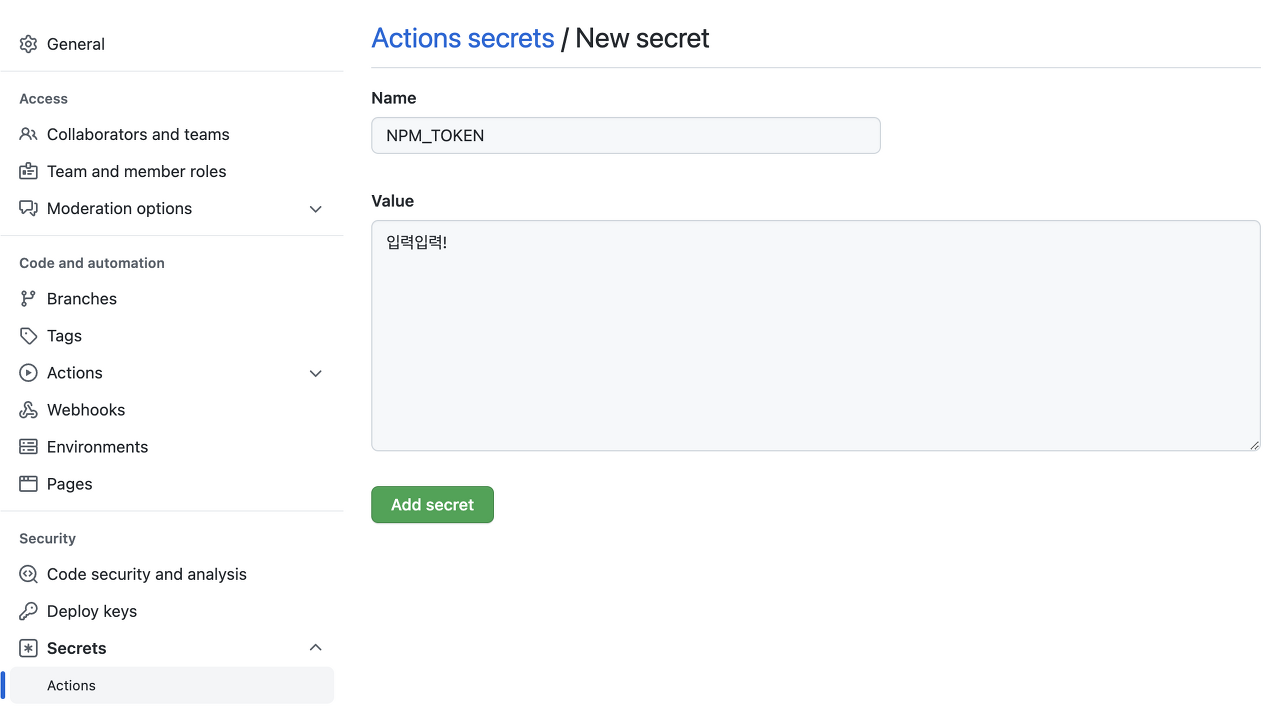 General
Access
Collaborators and teams
Team and member roles
Moderation options
Code and automation
Branches
Tags
Actions
Webhooks
Environments
Pages
Security
Code security and analysis
Deploy keys
Secrets
Actions
Actions secrets / New secret
Name
NPM_TOKEN
Value
입력입력!
Add secret